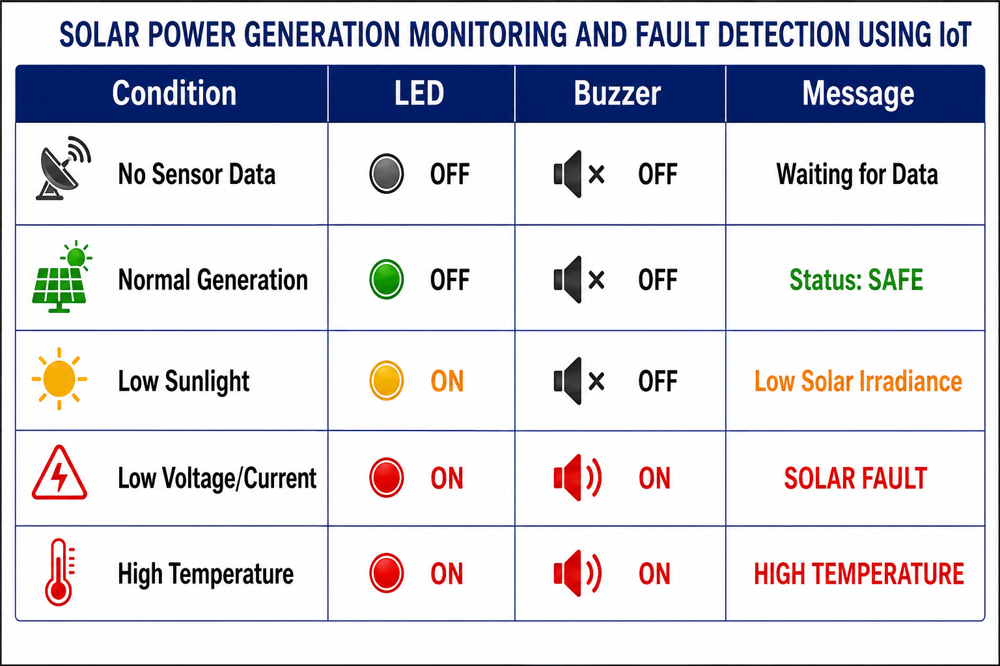 SOLAR POWER GENERATION MONITORING AND FAULT DETECTION USING IoT
Condition LED Buzzer Message
No Sensor Data OFF OFF Waiting for Data
Normal Generation OFF OFF Status: SAFE
Low Sunlight ON OFF Low Solar Irradiance
Low Voltage/Current ON ON SOLAR FAULT
High Temperature ON ON HIGH TEMPERATURE